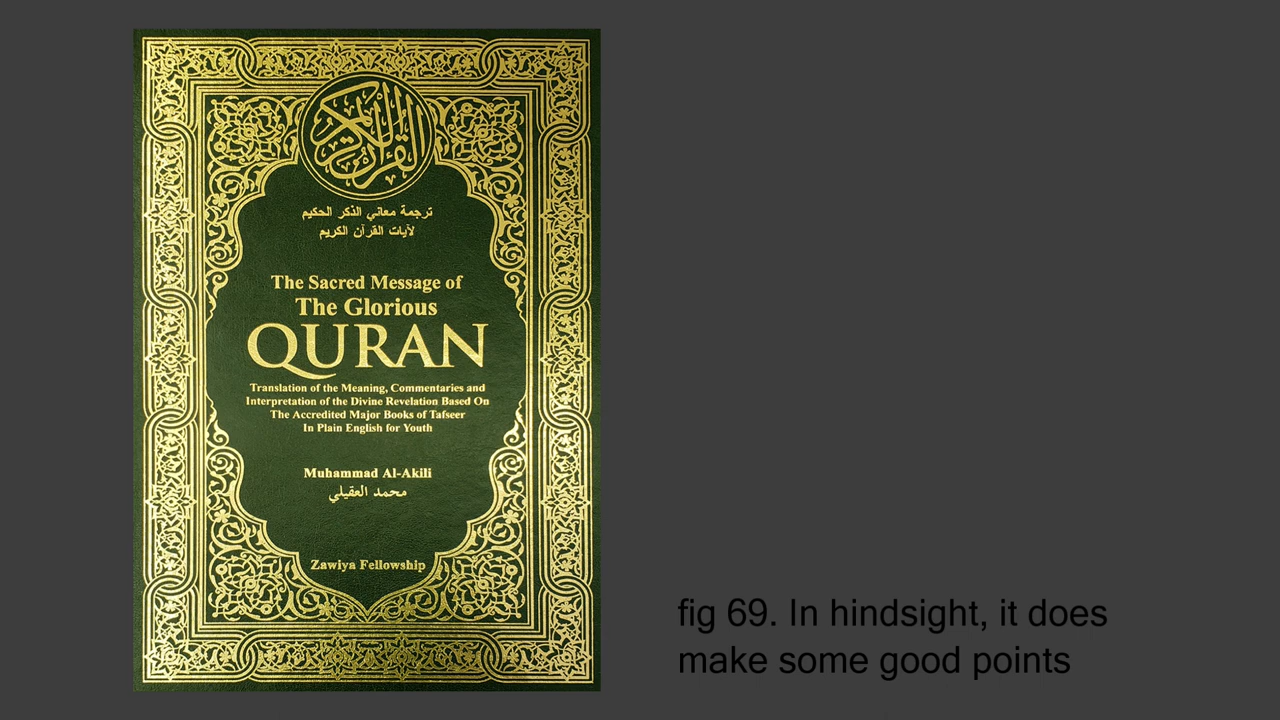 القرآن الكريم
ترجمة معاني الذكر الحكيم
لآيات القرآن الكريم
The Sacred Message of
The Glorious
QURAN
Translation of the Meaning, Commentaries and
Interpretation of the Divine Revelation Based On
The Accredited Major Books of Tafseer
In Plain English for Youth
Muhammad Al-Akili
محمد العقيلي
Zawiya Fellowship
fig 69. In hindsight, it does
make some good points